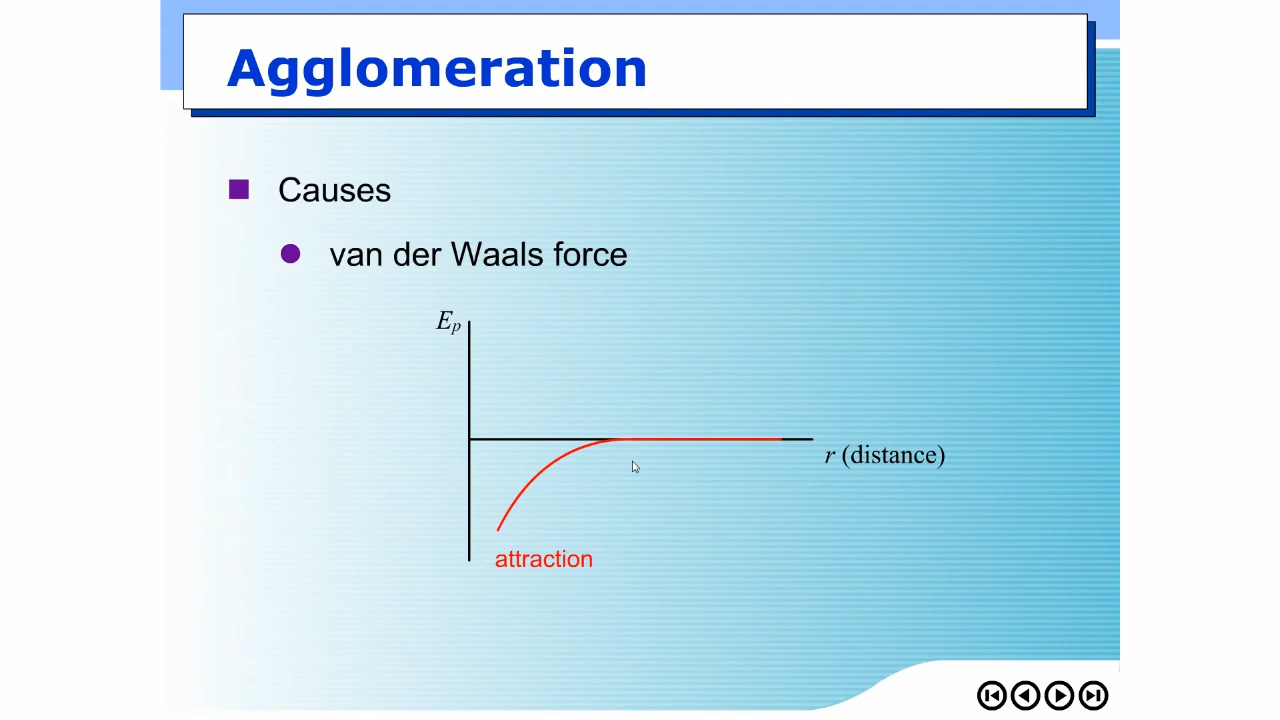 Agglomeration
Causes
van der Waals force
Ep
r (distance)
attraction